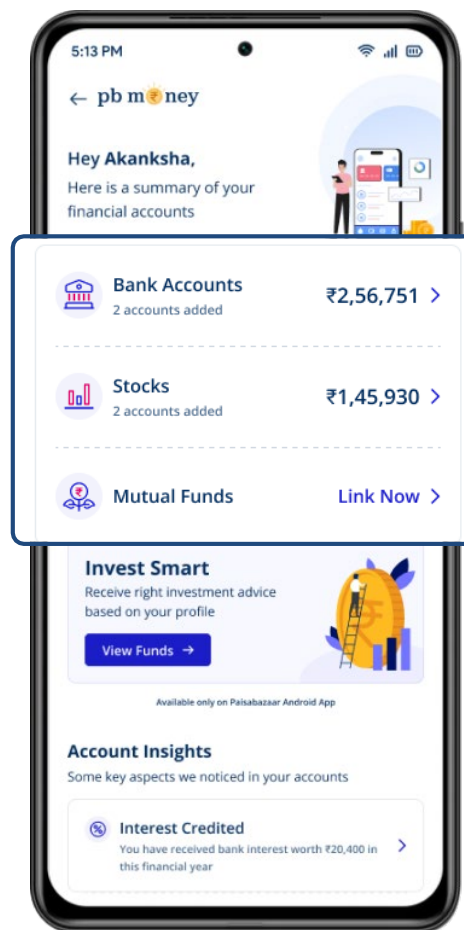 5:13 PM
← pb m₹ney
Hey Akanksha,
Here is a summary of your
financial accounts
Bank Accounts
₹2,56,751 >
2 accounts added
Stocks
₹1,45,930 >
2 accounts added
Mutual Funds
Link Now >
Invest Smart
Receive right investment advice
based on your profile
View Funds →
Available only on Paisabazaar Android App
Account Insights
Some key aspects we noticed in your accounts
Interest Credited
You have received bank interest worth ₹20,400 in
this financial year